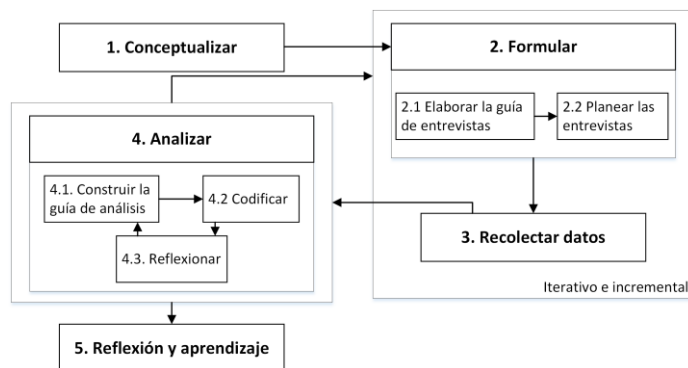 1. Conceptualizar
2. Formular
2.1 Elaborar la guía
de entrevistas
2.2 Planear las
entrevistas
4. Analizar
4.1. Construir la
guía de análisis
4.2 Codificar
4.3. Reflexionar
3. Recolectar datos
Iterativo e incremental
5. Reflexión y aprendizaje